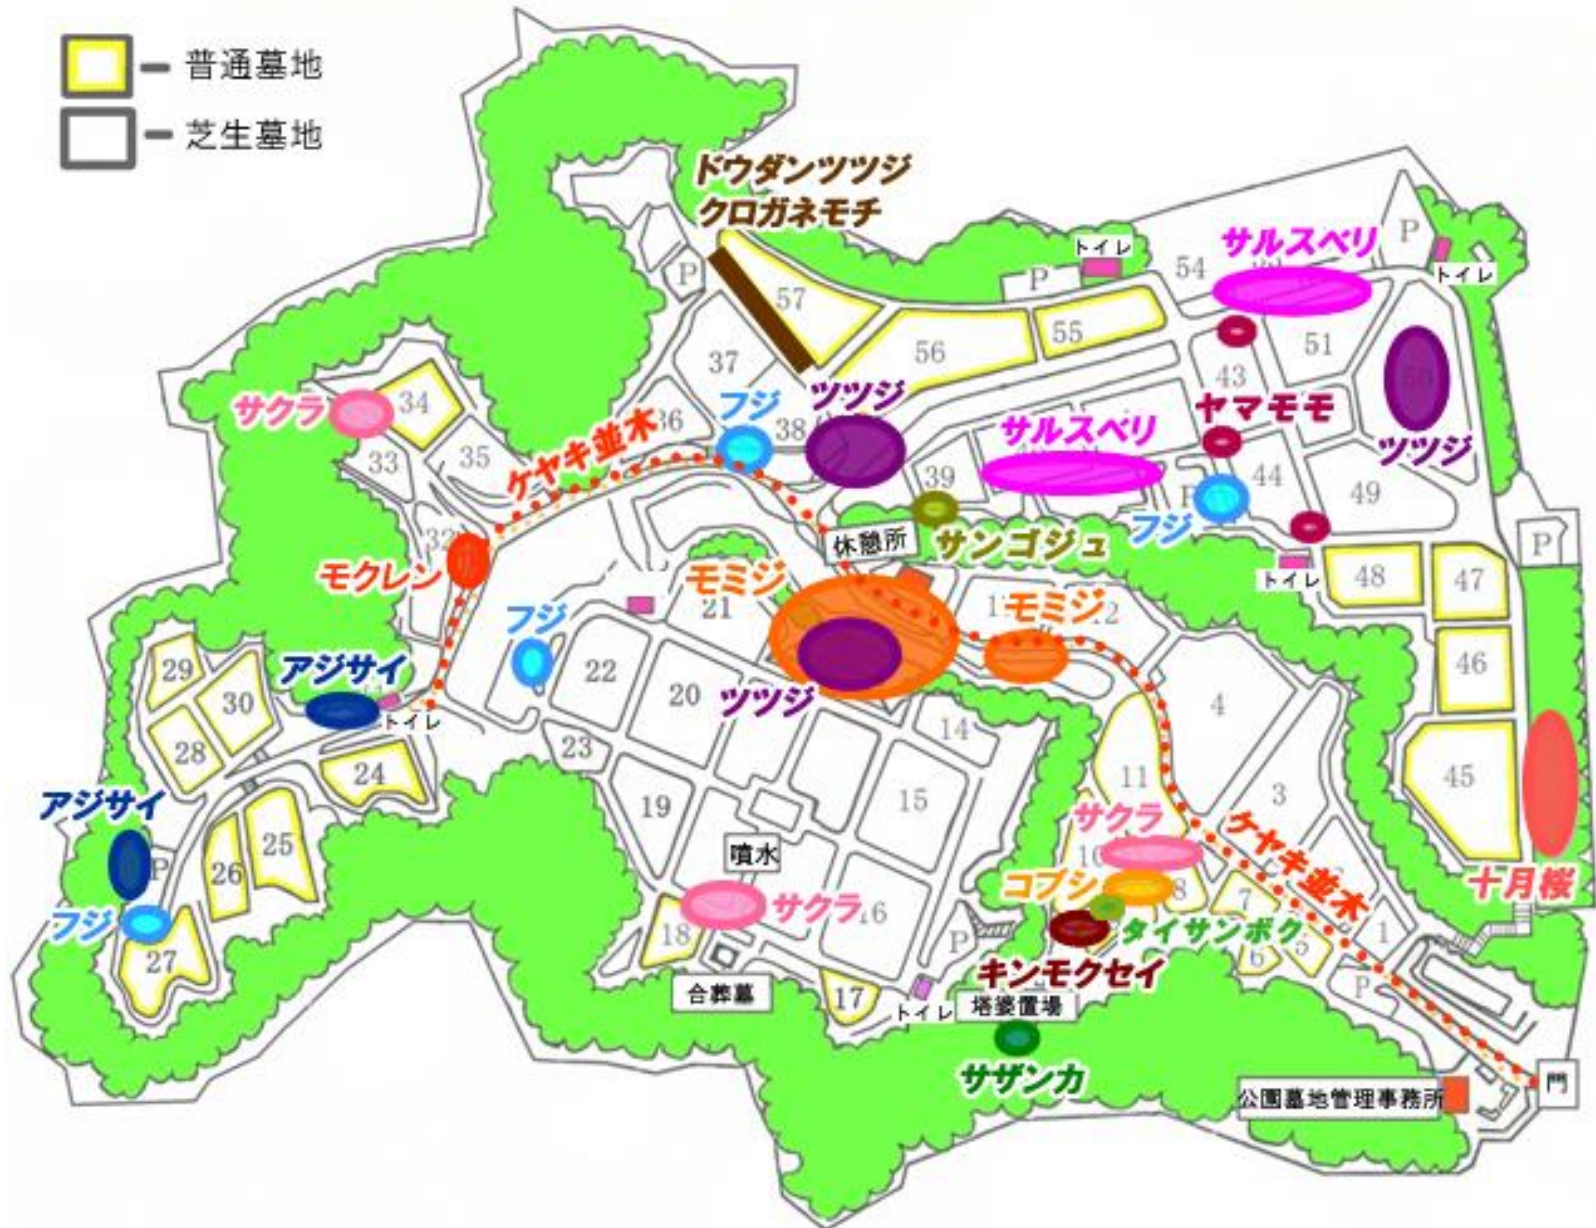 普通墓地
芝生墓地
ドウダンツツジ
クロガネモチ
サルスベリ
トイレ
P
トイレ
54
P
P
57
55
56
51
37
43
34
サクラ
フジ
ツツジ
ヤマモモ
ツツジ
36
38
サルスベリ
ケヤキ並木
33
35
39
44
49
フジ
32
休憩所
サンゴジュ
P
モクレン
モミジ
トイレ
48
47
21
モミジ
フジ
29
22
46
アジサイ
30
20
ツツジ
4
トイレ
28
23
14
24
11
3
45
19
15
アジサイ
サクラ
ケヤキ並木
25
噴水
P
26
コブシ
8
7
十月桜
サクラ
16
フジ
18
タイサンボク
1
P
27
キンモクセイ
6
5
合葬墓
17
トイレ
塔婆置場
P
サザンカ
門
公園墓地管理事務所